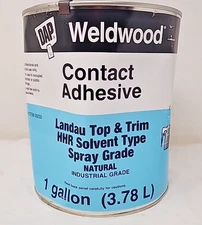 DAP
Weldwood
Contact
Adhesive
Landau Top & Trim
HHR Solvent Type
Spray Grade
NATURAL
INDUSTRIAL GRADE
1 gallon (3.78 L)